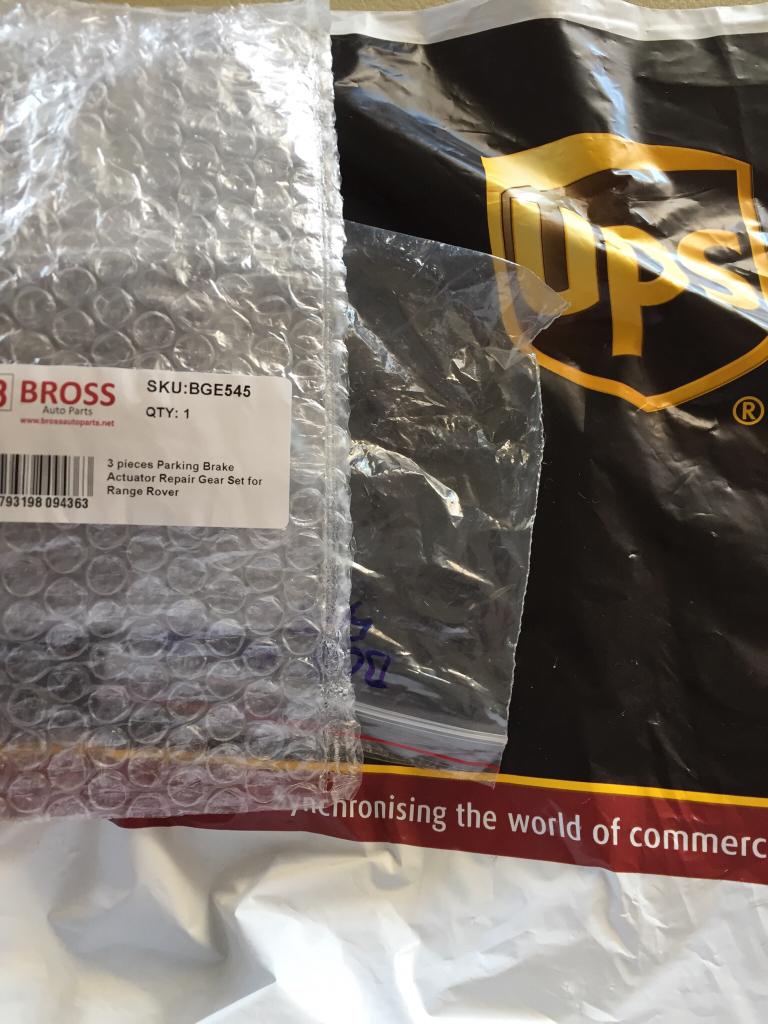 ups
®
BROSS
Auto Parts
www.brossautoparts.net
SKU:BGE545
QTY: 1
3 pieces Parking Brake
Actuator Repair Gear Set for
Range Rover
793198 094363
ynchronising the world of commerc